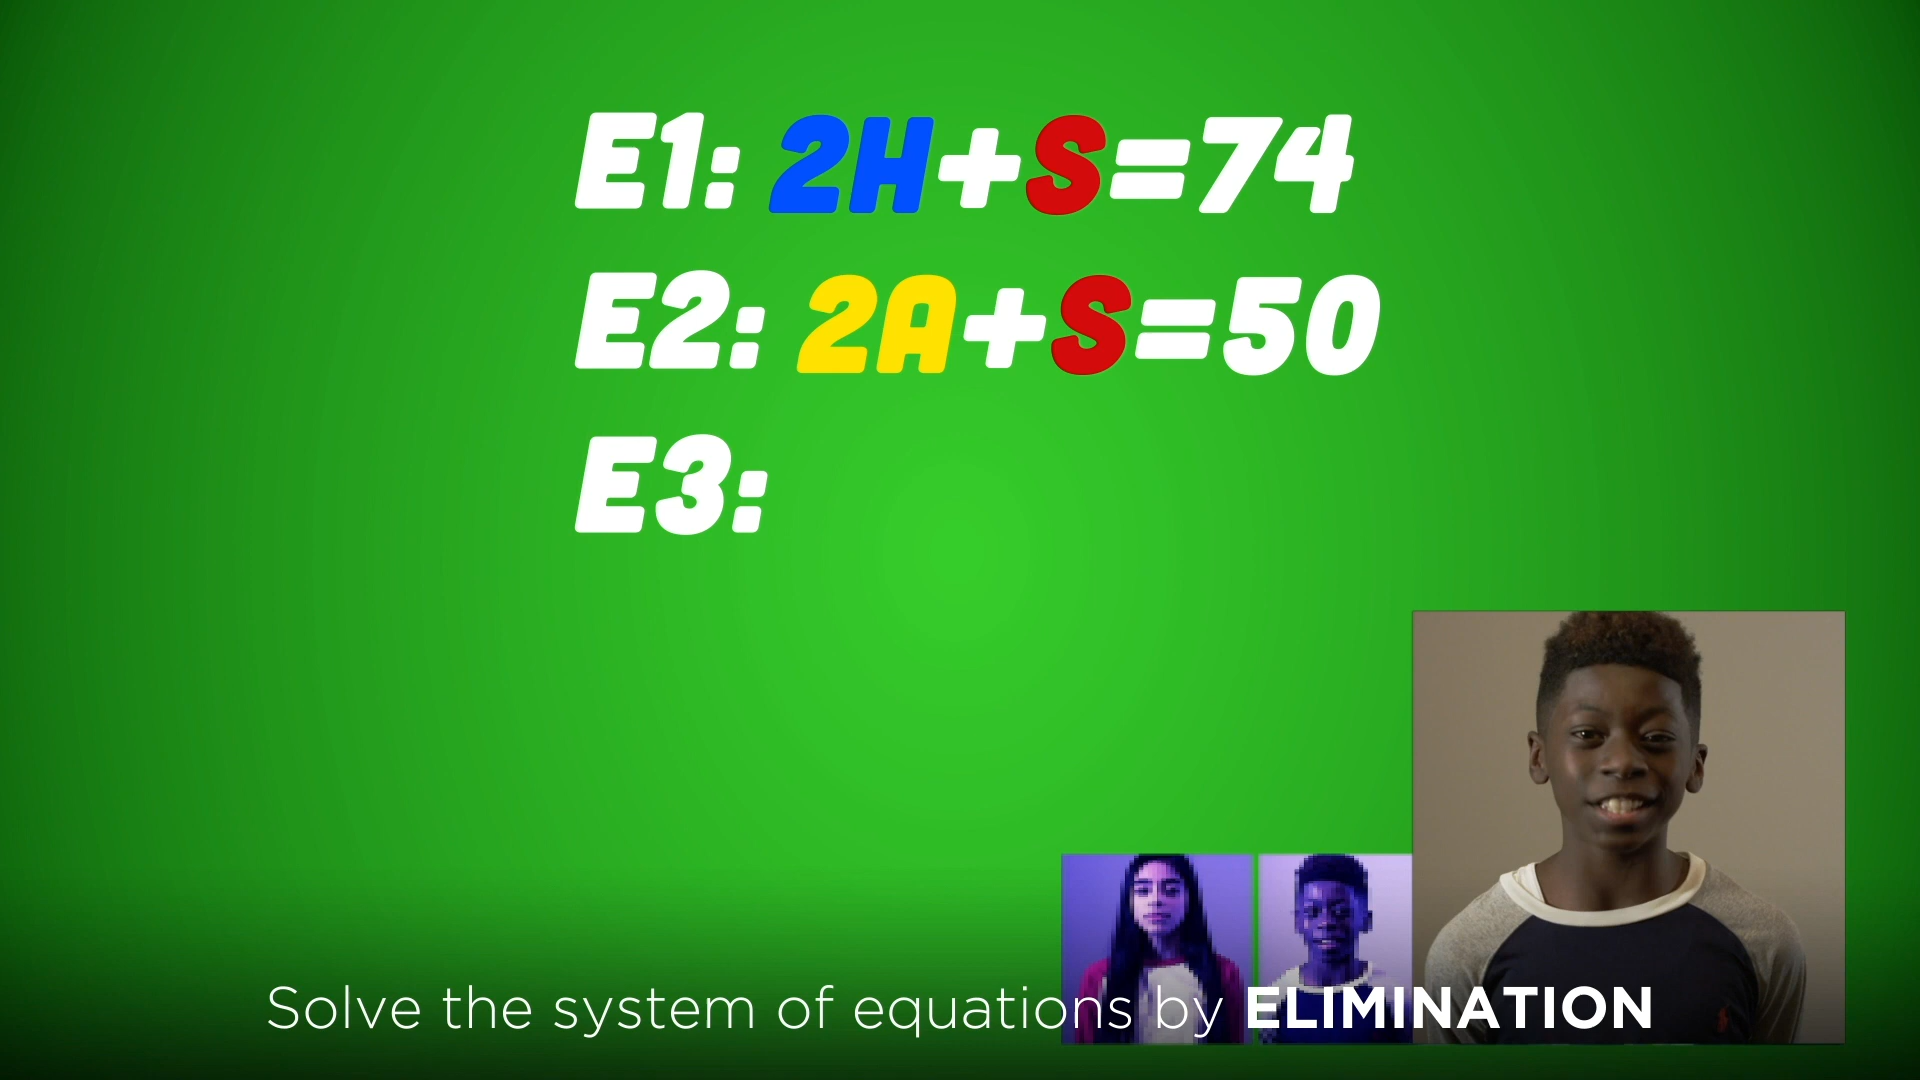 E1: 2H+S=74
E2: 2A+S=50
E3:
Solve the system of equations by ELIMINATION